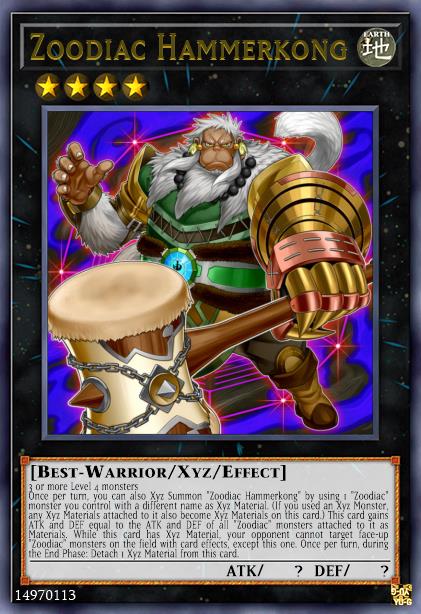 ZOODIAC HAMMERKONG
EARTH
地
[BEST-WARRIOR/XYZ/EFFECT]
3 or more Level 4 monsters
Once per turn, you can also Xyz Summon "Zoodiac Hammerkong" by using 1 "Zoodiac"
monster you control with a different name as Xyz Material. (If you used an Xyz Monster,
any Xyz Materials attached to it also become Xyz Materials on this card.) This card gains
ATK and DEF equal to the ATK and DEF of all "Zoodiac" monsters attached to it as
Materials. While this card has Xyz Material, your opponent cannot target face-up
"Zoodiac" monsters on the field with card effects, except this one. Once per turn, during
the End Phase: Detach 1 Xyz Material from this card.
ATK/ ? DEF/ ?
14970113